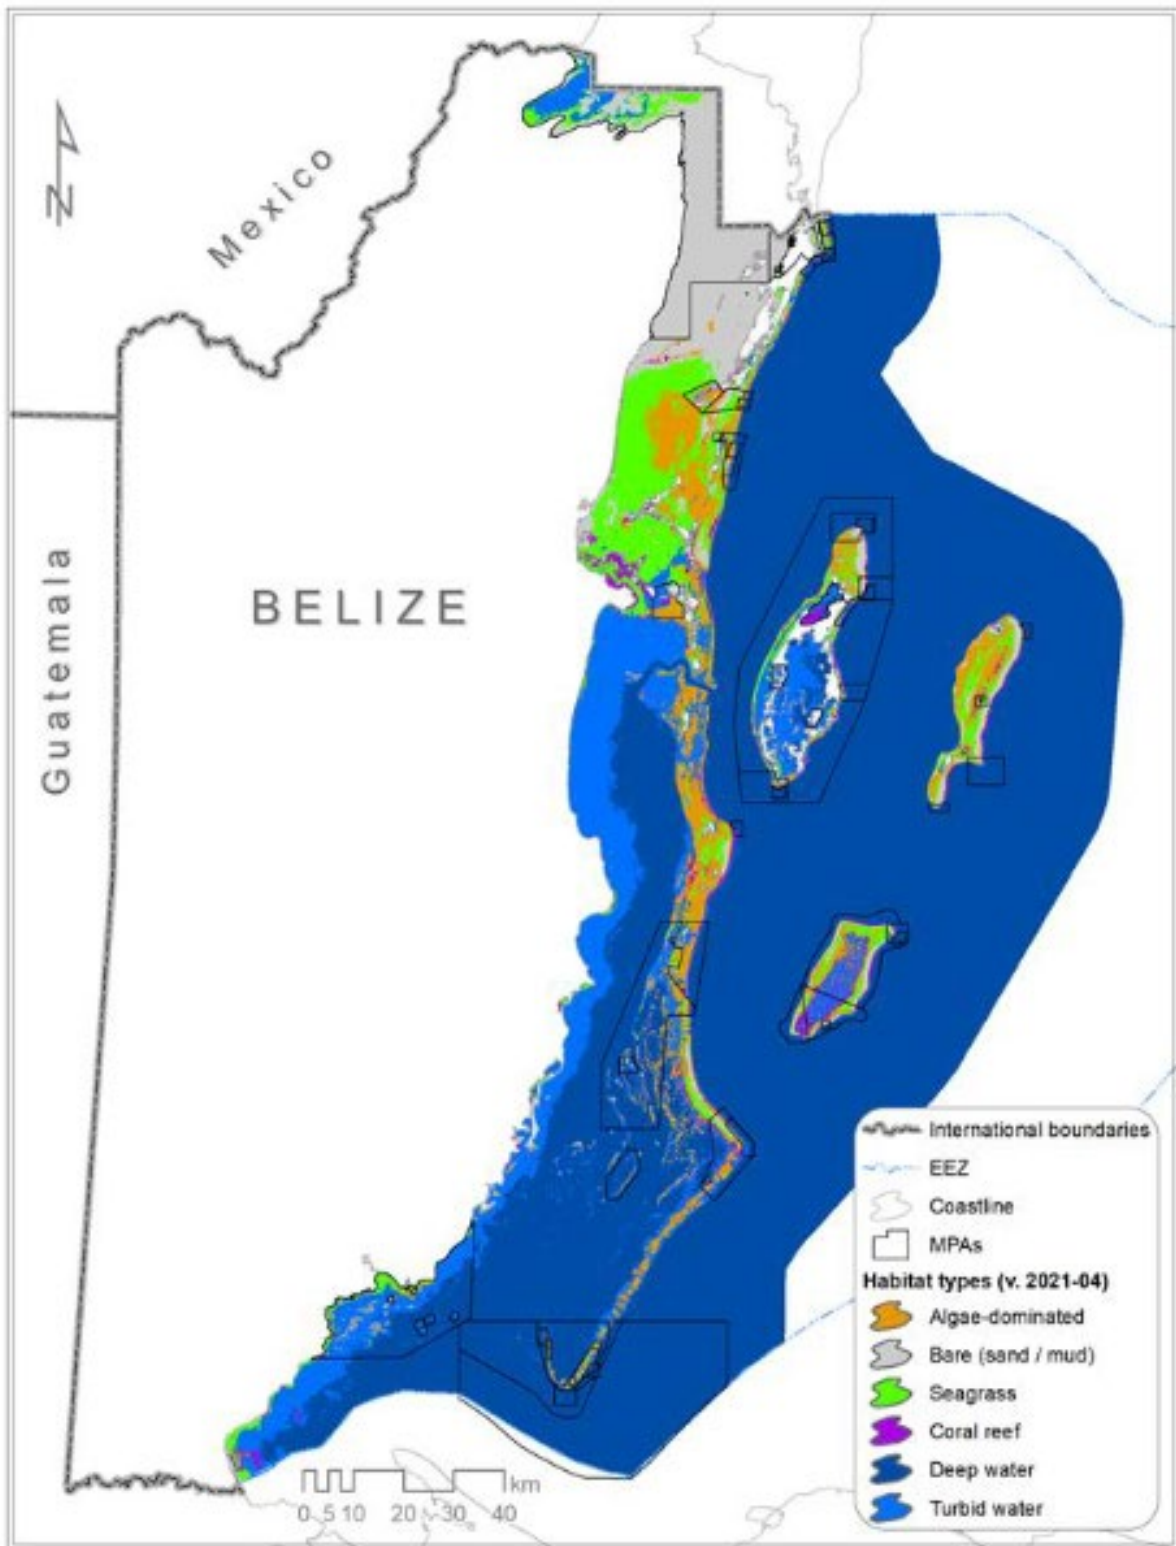 N
Mexico
Guatemala
BELIZE
International boundaries
EEZ
Coastline
MPAs
Habitat types (v. 2021-04)
Algae-dominated
Bare (sand / mud)
Seagrass
Coral reef
Deep water
Turbid water
km
0 5 10 20 30 40